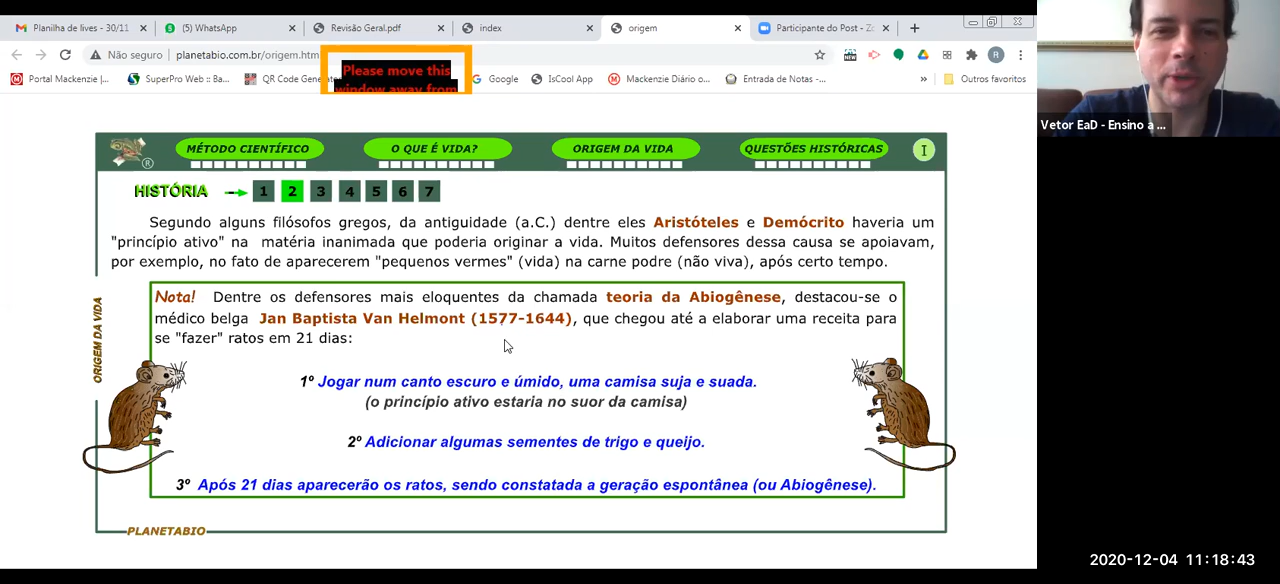 Planilha de lives - 30/11
(5) WhatsApp
Revisão Geral.pdf
index
origem
Participante do Post - Zo
Não seguro | planetabio.com.br/origem.htm
Please move this
window away from
Portal Mackenzie |...
SuperPro Web :: Ba...
QR Code Genera
Google
IsCool App
Mackenzie Diário o...
Entrada de Notas -...
»
Outros favoritos
NEW
R
Vetor EaD - Ensino a ...
MÉTODO CIENTÍFICO
O QUE É VIDA?
ORIGEM DA VIDA
QUESTÕES HISTÓRICAS
I
®
HISTÓRIA 1 2 3 4 5 6 7
Segundo alguns filósofos gregos, da antiguidade (a.C.) dentre eles Aristóteles e Demócrito haveria um
"princípio ativo" na matéria inanimada que poderia originar a vida. Muitos defensores dessa causa se apoiavam,
por exemplo, no fato de aparecerem "pequenos vermes" (vida) na carne podre (não viva), após certo tempo.
ORIGEM DA VIDA
Nota! Dentre os defensores mais eloquentes da chamada teoria da Abiogênese, destacou-se o
médico belga Jan Baptista Van Helmont (1577-1644), que chegou até a elaborar uma receita para
se "fazer" ratos em 21 dias:
1º Jogar num canto escuro e úmido, uma camisa suja e suada.
(o princípio ativo estaria no suor da camisa)
2º Adicionar algumas sementes de trigo e queijo.
3º Após 21 dias aparecerão os ratos, sendo constatada a geração espontânea (ou Abiogênese).
PLANETABIO
2020-12-04 11:18:43